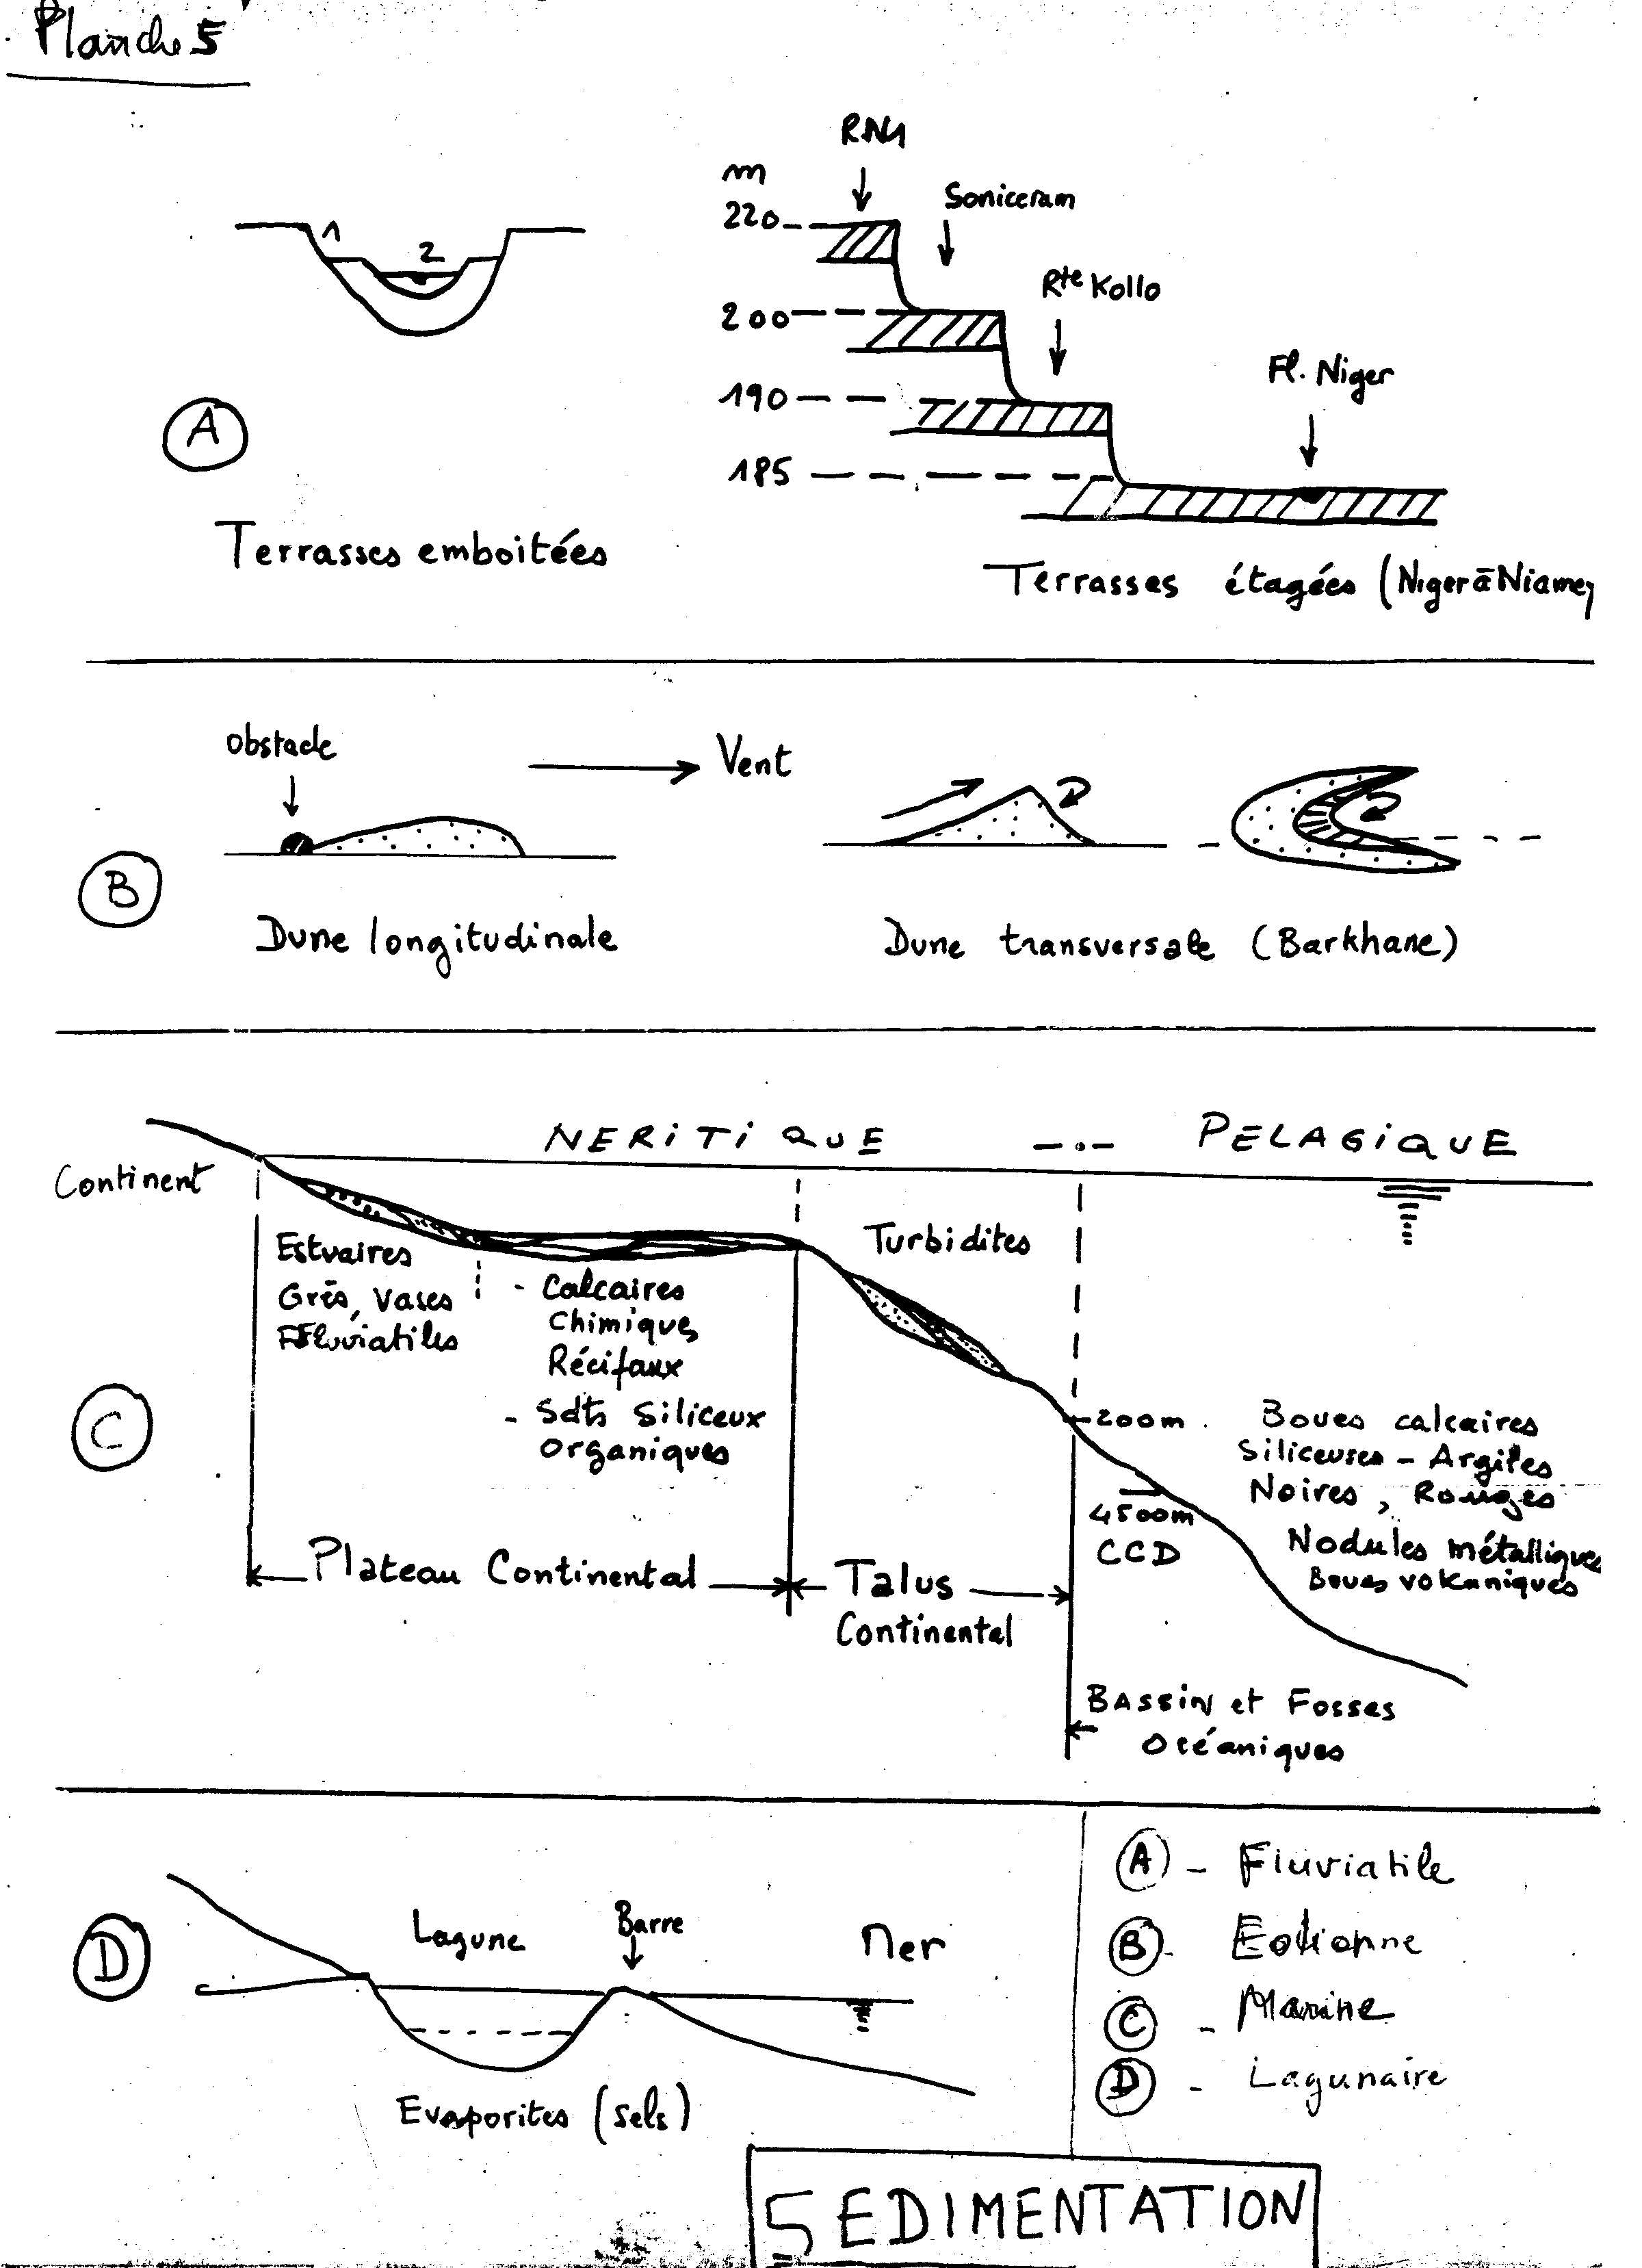 Planche 5
1
2
A
Terrasses emboitées
RN1
m
220
Soniceram
200
Rte Kollo
190
Fl. Niger
185
Terrasses étagées (Niger à Niamey
Obstacle
Vent
B
Dune longitudinale
Dune transversale (Barkhane)
NERITIQUE - . - PELAGIQUE
Continent
Estuaires
Grès, Vases
Fluviatiles
- Calcaires
Chimiques
Récifaux
- Sdts Siliceux
Organiques
Turbidites
C
200m
4500m
CCD
Boues calcaires
Siliceuses - Argiles
Noires, Rouges
Nodules métalliques
Boues volcaniques
Plateau Continental
Talus
Continental
Bassin et Fosses
Océaniques
D
Lagune
Barre
Mer
Evaporites (sels)
A - Fluviatile
B - Eolienne
C - Marine
D - Lagunaire
SEDIMENTATION